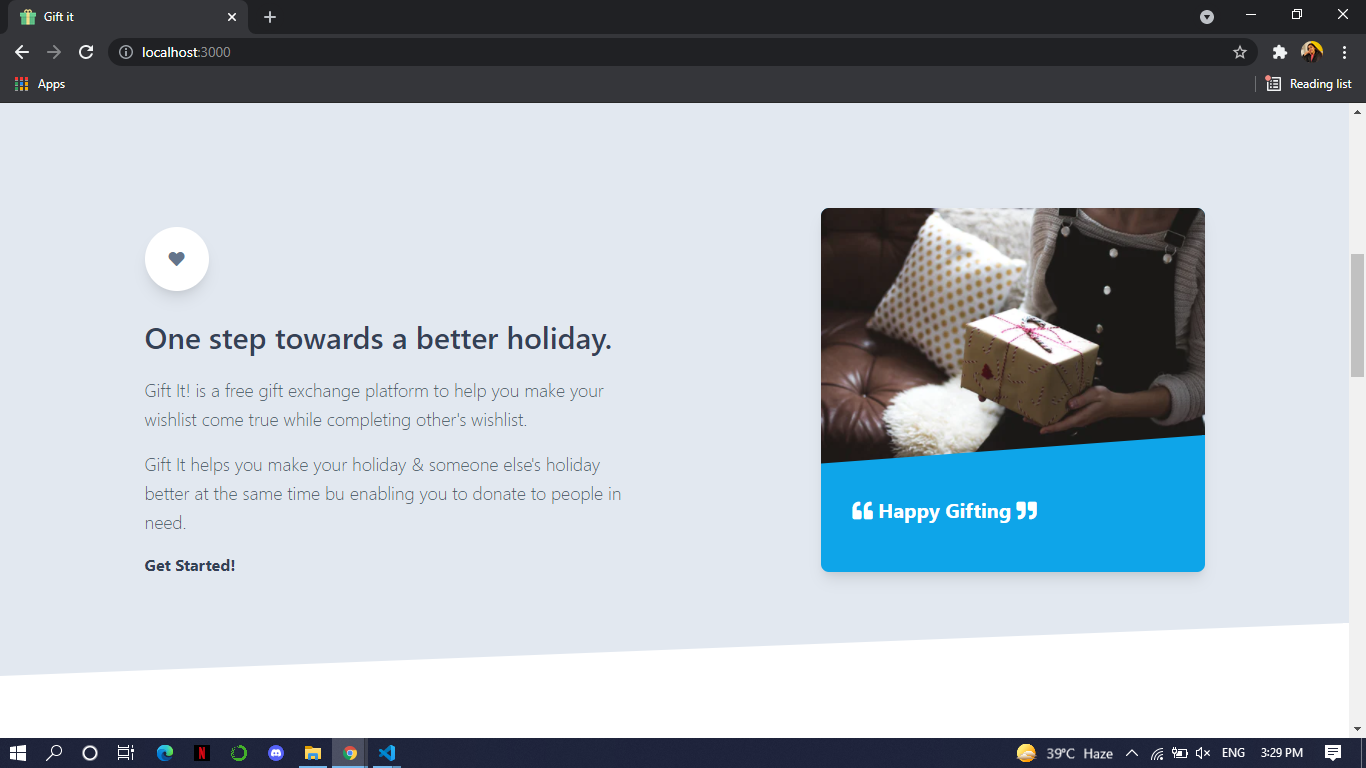 Gift it
localhost:3000
Apps
Reading list
One step towards a better holiday.
Gift It! is a free gift exchange platform to help you make your
wishlist come true while completing other's wishlist.
Gift It helps you make your holiday & someone else's holiday
better at the same time bu enabling you to donate to people in
need.
Get Started!
❝ Happy Gifting ❞
39°C Haze
ENG
3:29 PM